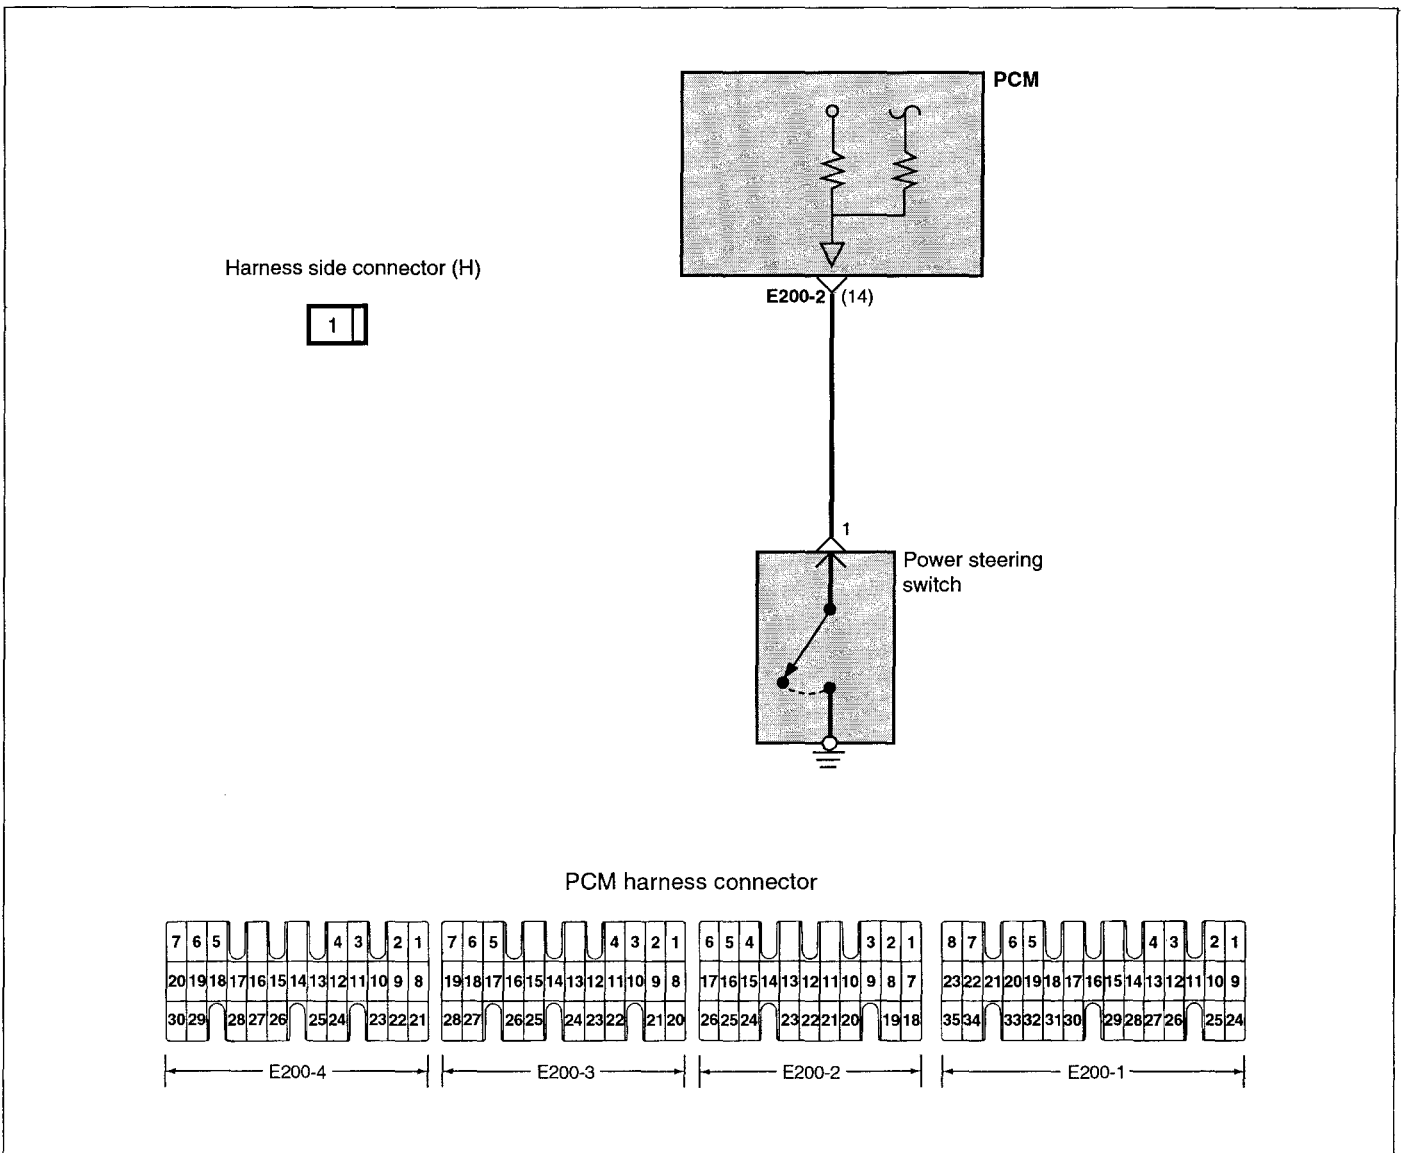 PCM
Harness side connector (H)
E200-2 (14)
1
1
Power steering
switch
PCM harness connector
7 6 5 4 3 2 1 7 6 5 4 3 2 1 6 5 4 3 2 1 8 7 6 5 4 3 2 1
20 19 18 17 16 15 14 13 12 11 10 9 8 19 18 17 16 15 14 13 12 11 10 9 8 17 16 15 14 13 12 11 10 9 8 7 23 22 21 20 19 18 17 16 15 14 13 12 11 10 9
30 29 28 27 26 25 24 23 22 21 28 27 26 25 24 23 22 21 20 26 25 24 23 22 21 20 19 18 35 34 33 32 31 30 29 28 27 26 25 24
E200-4 E200-3 E200-2 E200-1